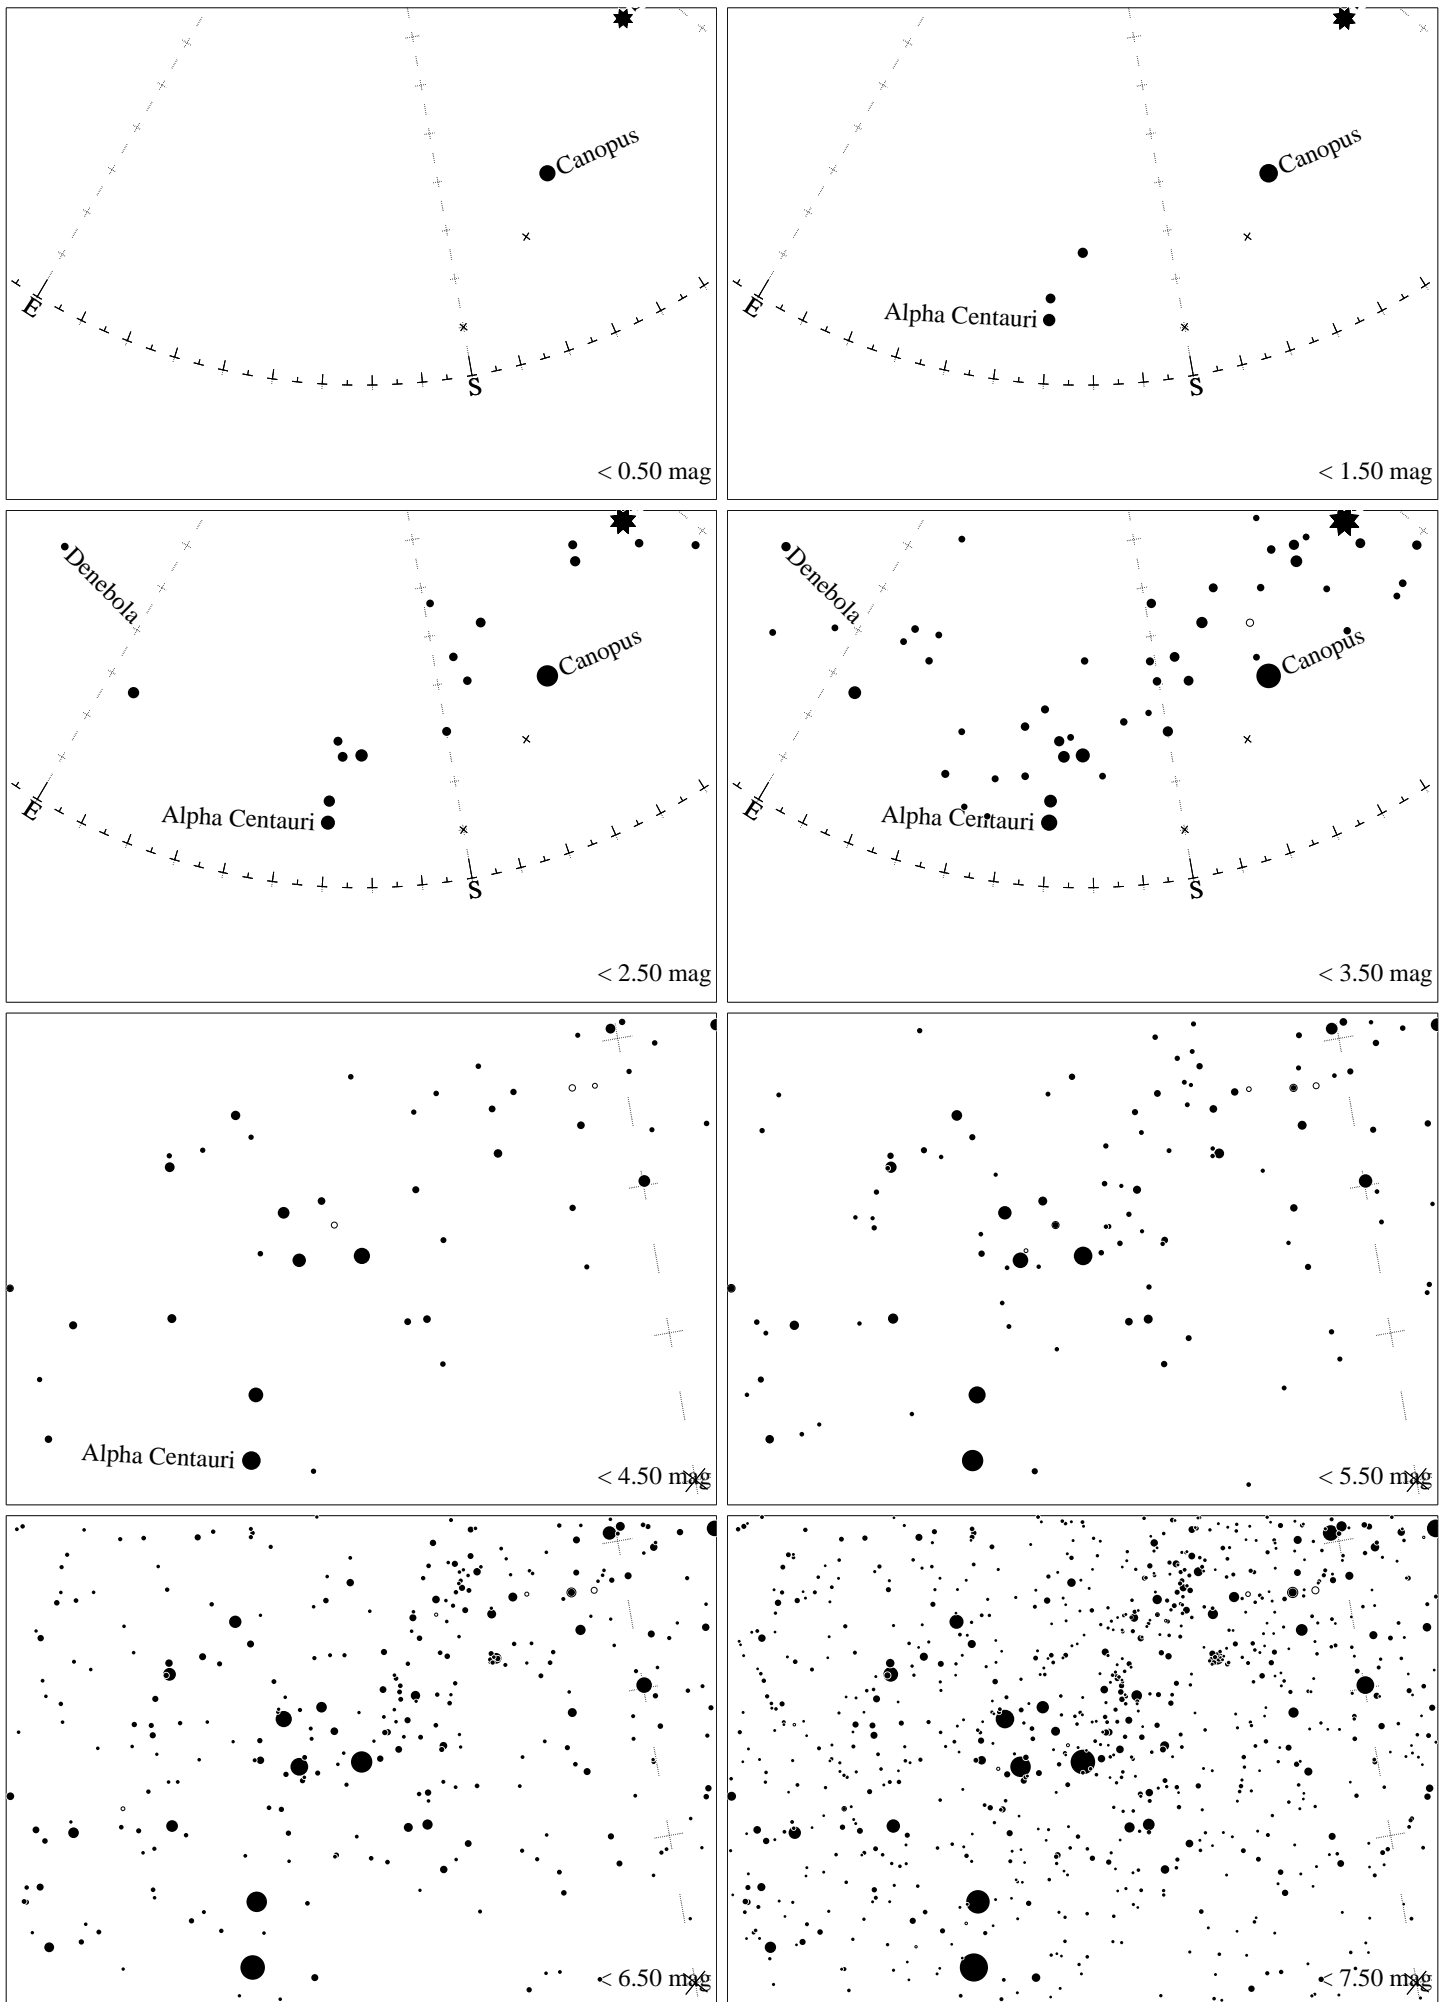 Canopus
E
S
< 0.50 mag
Canopus
Alpha Centauri
E
S
< 1.50 mag
Denebola
Canopus
Alpha Centauri
E
S
< 2.50 mag
Denebola
Canopus
Alpha Centauri
E
S
< 3.50 mag
Alpha Centauri
< 4.50 mag
< 5.50 mag
< 6.50 mag
< 7.50 mag